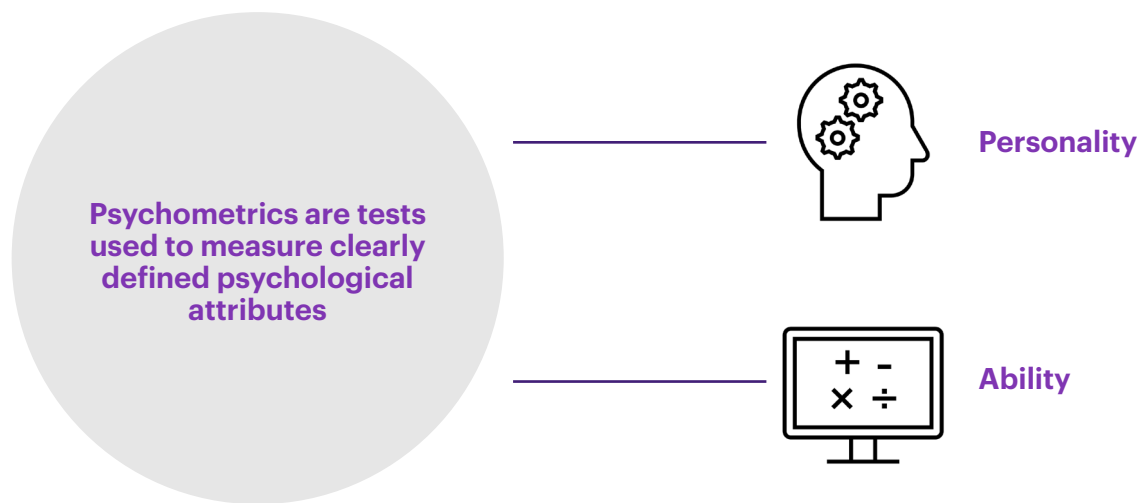 Psychometrics are tests
used to measure clearly
defined psychological
attributes
Personality
+ -
× ÷
Ability